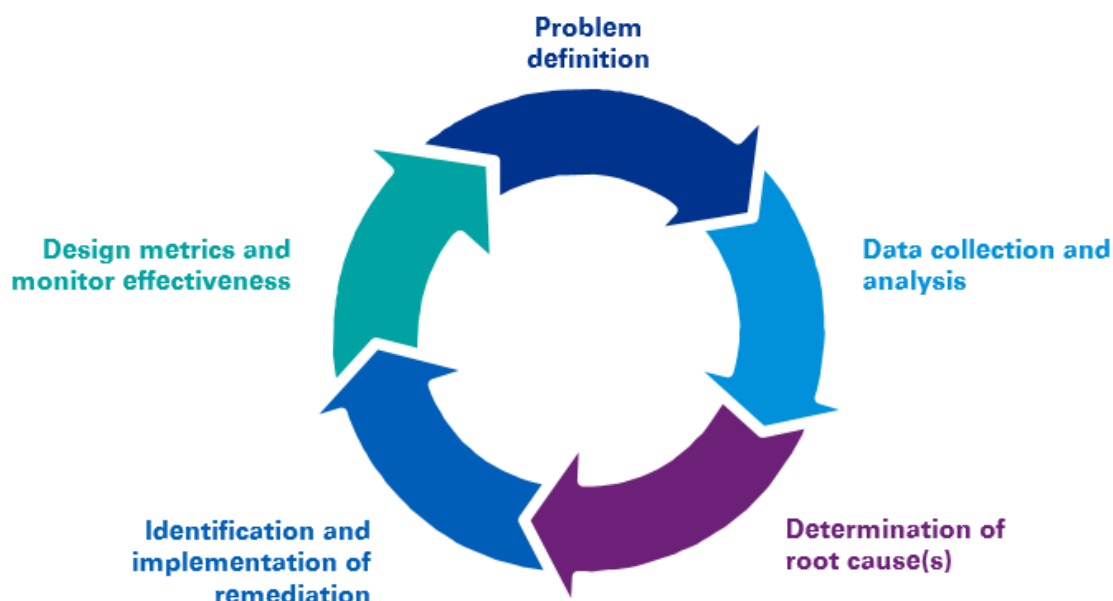 Problem
definition
Data collection and
analysis
Determination of
root cause(s)
Identification and
implementation of
remediation
Design metrics and
monitor effectiveness